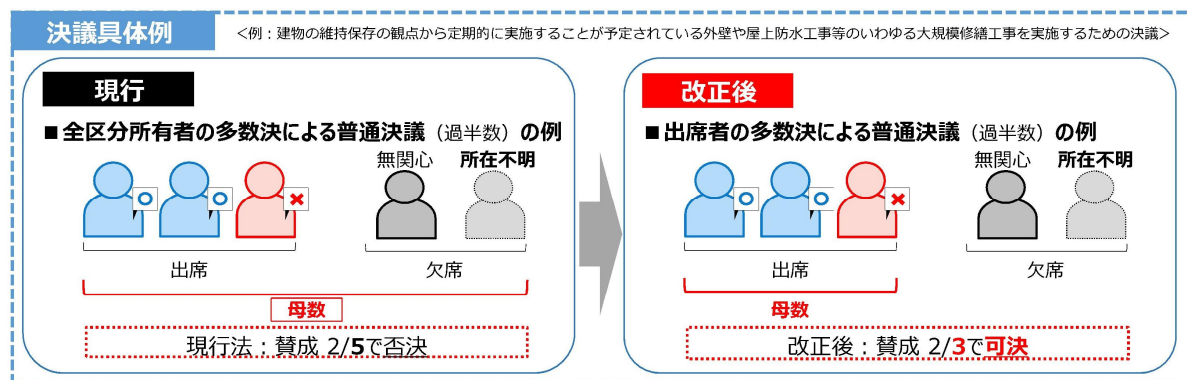 決議具体例
<例：建物の維持保存の観点から定期的に実施することが予定されている外壁や屋上防水工事等のいわゆる大規模修繕工事を実施するための決議>
現行
■全区分所有者の多数決による普通決議（過半数）の例
無関心 所在不明
出席 欠席
母数
現行法：賛成 2/5で否決
改正後
■出席者の多数決による普通決議（過半数）の例
無関心 所在不明
出席 欠席
母数
改正後：賛成 2/3で可決